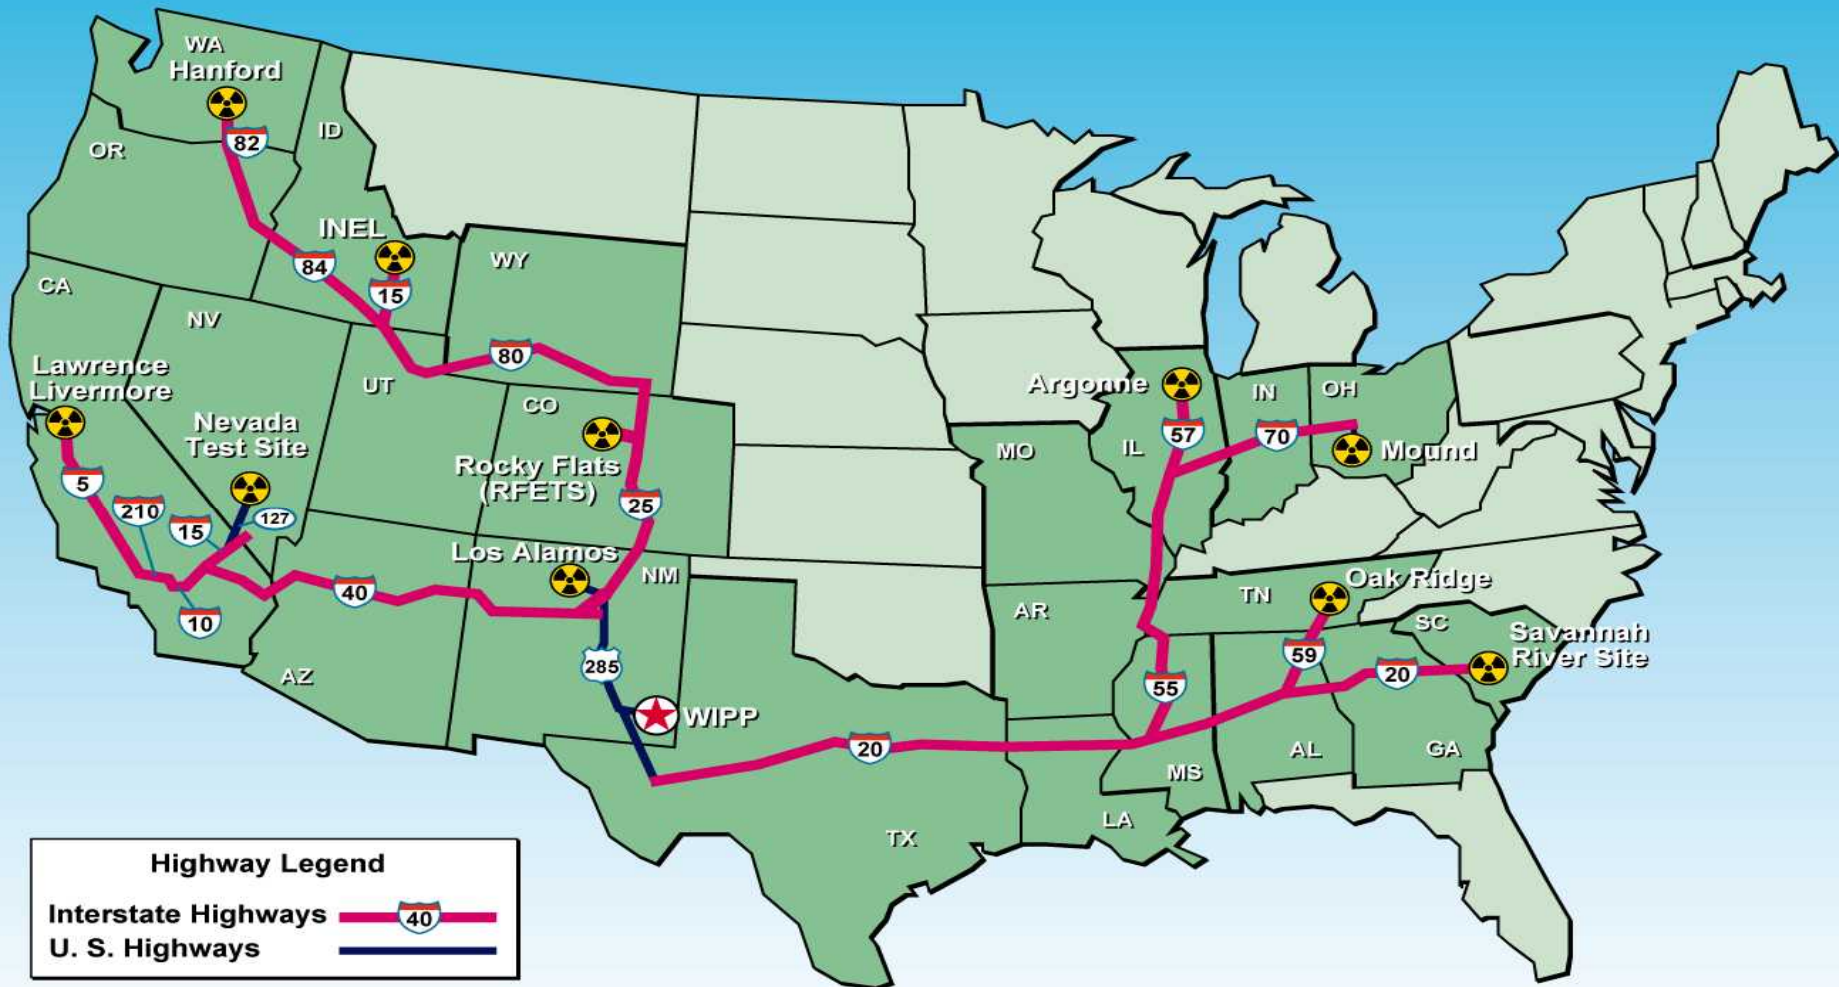 WA
Hanford
82
OR
ID
INEL
84
15
WY
CA
NV
80
Lawrence
Livermore
UT
CO
Nevada
Test Site
Rocky Flats
(RFETS)
5
210
15
127
25
Los Alamos
NM
40
10
AZ
285
WIPP
20
TX
Argonne
IN
OH
57
70
Mound
MO
IL
AR
TN
Oak Ridge
SC
Savannah
River Site
59
20
55
MS
AL
GA
LA
Highway Legend
Interstate Highways 40
U. S. Highways